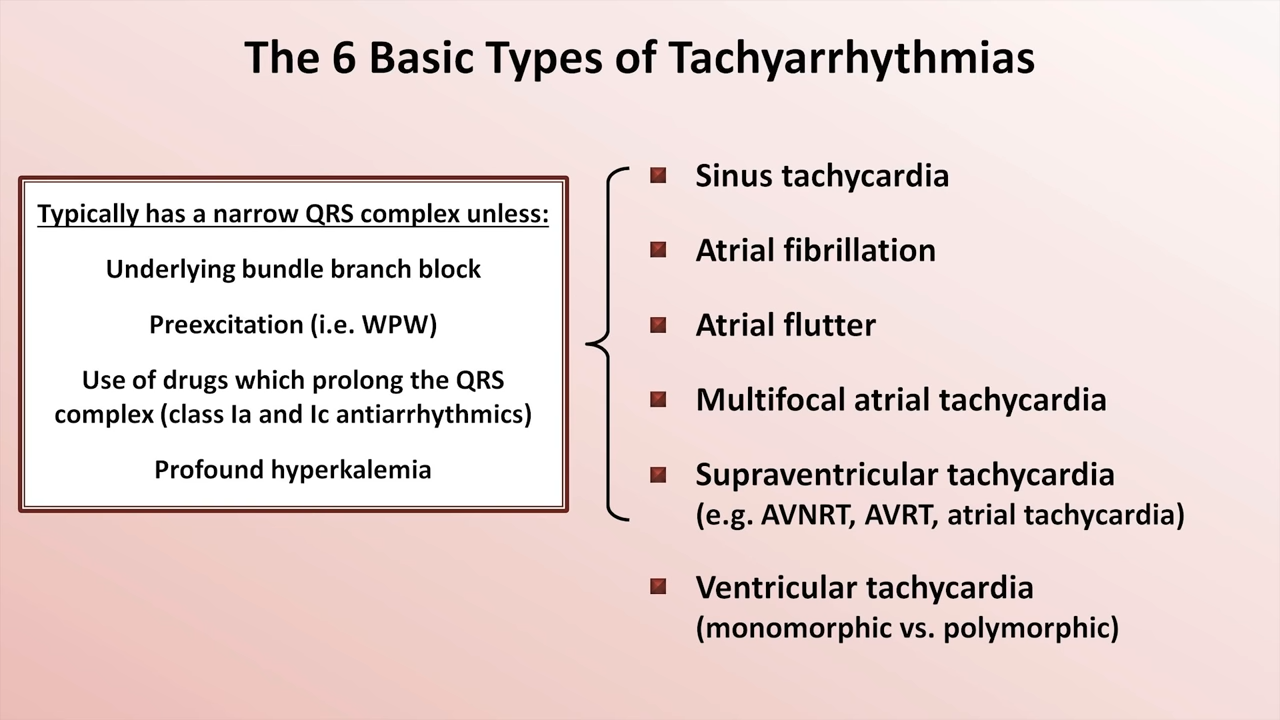 The 6 Basic Types of Tachyarrhythmias
Typically has a narrow QRS complex unless:
Underlying bundle branch block
Preexcitation (i.e. WPW)
Use of drugs which prolong the QRS
complex (class Ia and Ic antiarrhythmics)
Profound hyperkalemia
Sinus tachycardia
Atrial fibrillation
Atrial flutter
Multifocal atrial tachycardia
Supraventricular tachycardia
(e.g. AVNRT, AVRT, atrial tachycardia)
Ventricular tachycardia
(monomorphic vs. polymorphic)